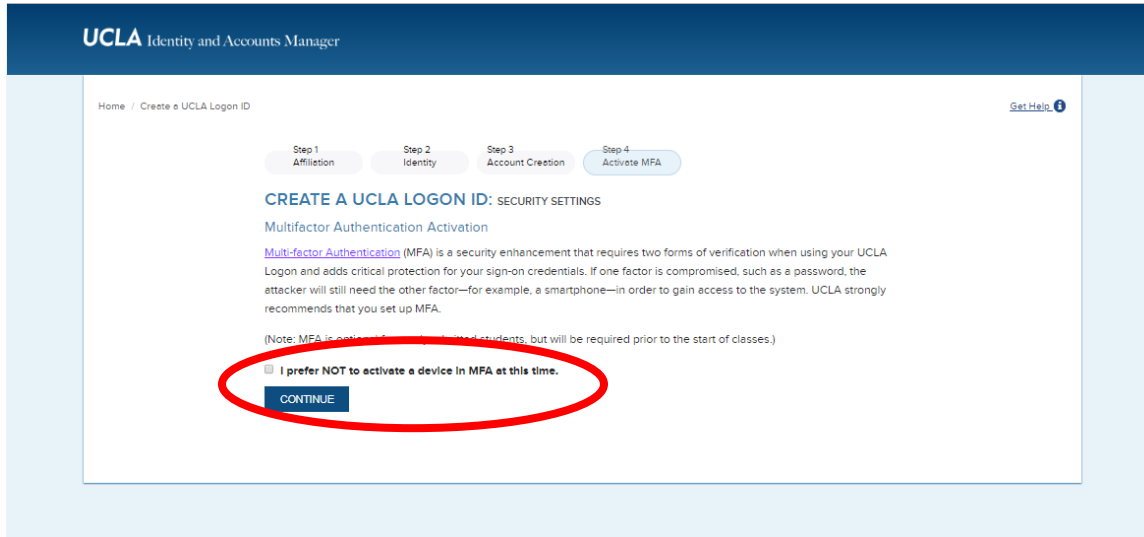 UCLA Identity and Accounts Manager
Home / Create a UCLA Logon ID
Get Help
Step 1
Affiliation
Step 2
Identity
Step 3
Account Creation
Step 4
Activate MFA
CREATE A UCLA LOGON ID: SECURITY SETTINGS
Multifactor Authentication Activation
Multi-factor Authentication (MFA) is a security enhancement that requires two forms of verification when using your UCLA
Logon and adds critical protection for your sign-on credentials. If one factor is compromised, such as a password, the
attacker will still need the other factor—for example, a smartphone—in order to gain access to the system. UCLA strongly
recommends that you set up MFA.
(Note: MFA is optional students, but will be required prior to the start of classes.)
I prefer NOT to activate a device in MFA at this time.
CONTINUE